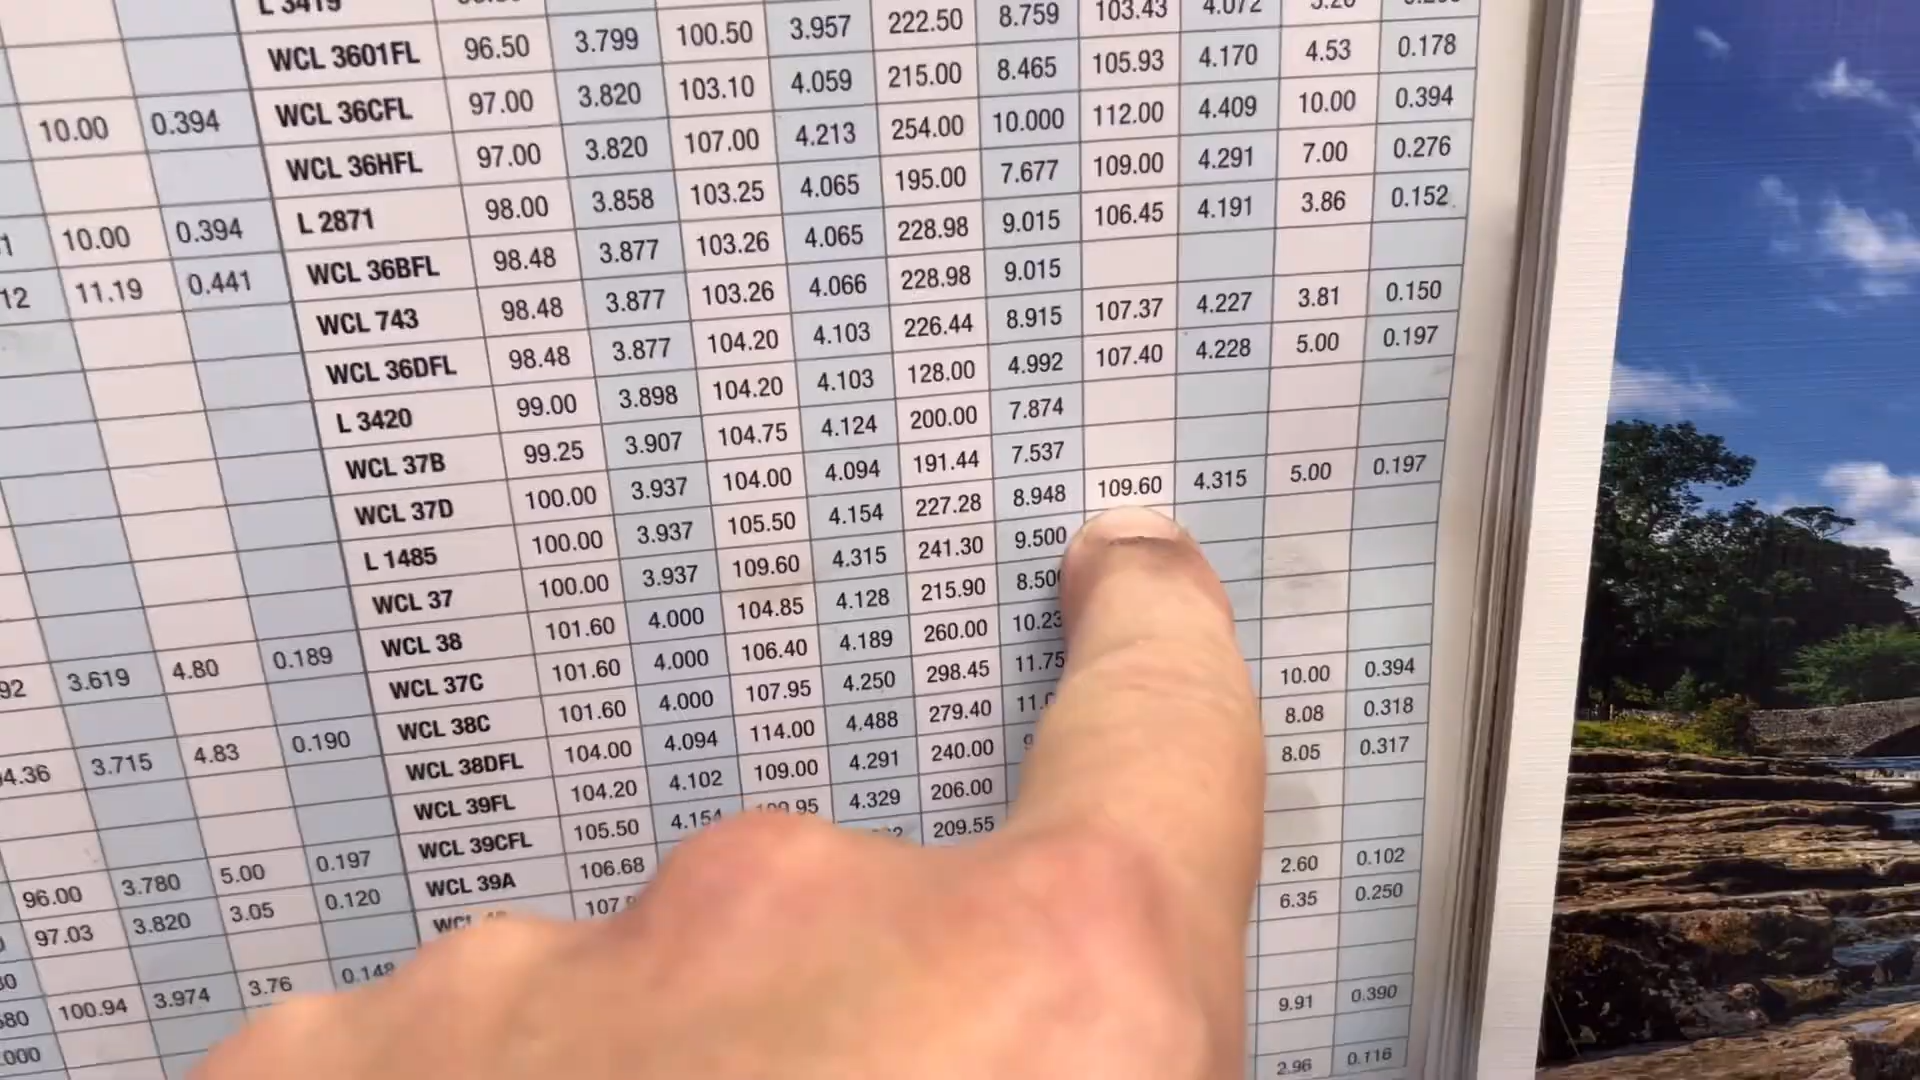 L 3419
WCL 3601FL 96.50 3.799 100.50 3.957 222.50 8.759 103.43 4.072
10.00 0.394 WCL 36CFL 97.00 3.820 103.10 4.059 215.00 8.465 105.93 4.170 4.53 0.178
WCL 36HFL 97.00 3.820 107.00 4.213 254.00 10.000 112.00 4.409 10.00 0.394
1 10.00 0.394 L 2871 98.00 3.858 103.25 4.065 195.00 7.677 109.00 4.291 7.00 0.276
12 11.19 0.441 WCL 36BFL 98.48 3.877 103.26 4.065 228.98 9.015 106.45 4.191 3.86 0.152
WCL 743 98.48 3.877 103.26 4.066 228.98 9.015
WCL 36DFL 98.48 3.877 104.20 4.103 226.44 8.915 107.37 4.227 3.81 0.150
L 3420 99.00 3.898 104.20 4.103 128.00 4.992 107.40 4.228 5.00 0.197
WCL 37B 99.25 3.907 104.75 4.124 200.00 7.874
WCL 37D 100.00 3.937 104.00 4.094 191.44 7.537
L 1485 100.00 3.937 105.50 4.154 227.28 8.948 109.60 4.315 5.00 0.197
WCL 37 100.00 3.937 109.60 4.315 241.30 9.500
92 3.619 4.80 0.189 WCL 38 101.60 4.000 104.85 4.128 215.90 8.50
WCL 37C 101.60 4.000 106.40 4.189 260.00 10.23
4.36 3.715 4.83 0.190 WCL 38C 101.60 4.000 107.95 4.250 298.45 11.75
WCL 38DFL 104.00 4.094 114.00 4.488 279.40 11.0 10.00 0.394
WCL 39FL 104.20 4.102 109.00 4.291 240.00 9 8.08 0.318
96.00 3.780 5.00 0.197 WCL 39CFL 105.50 4.154 109.95 4.329 206.00 8.05 0.317
97.03 3.820 3.05 0.120 WCL 39A 106.68 209.55
107.
2.60 0.102
680 100.94 3.974 3.76 0.148 6.35 0.250
.000
9.91 0.390
2.96 0.116